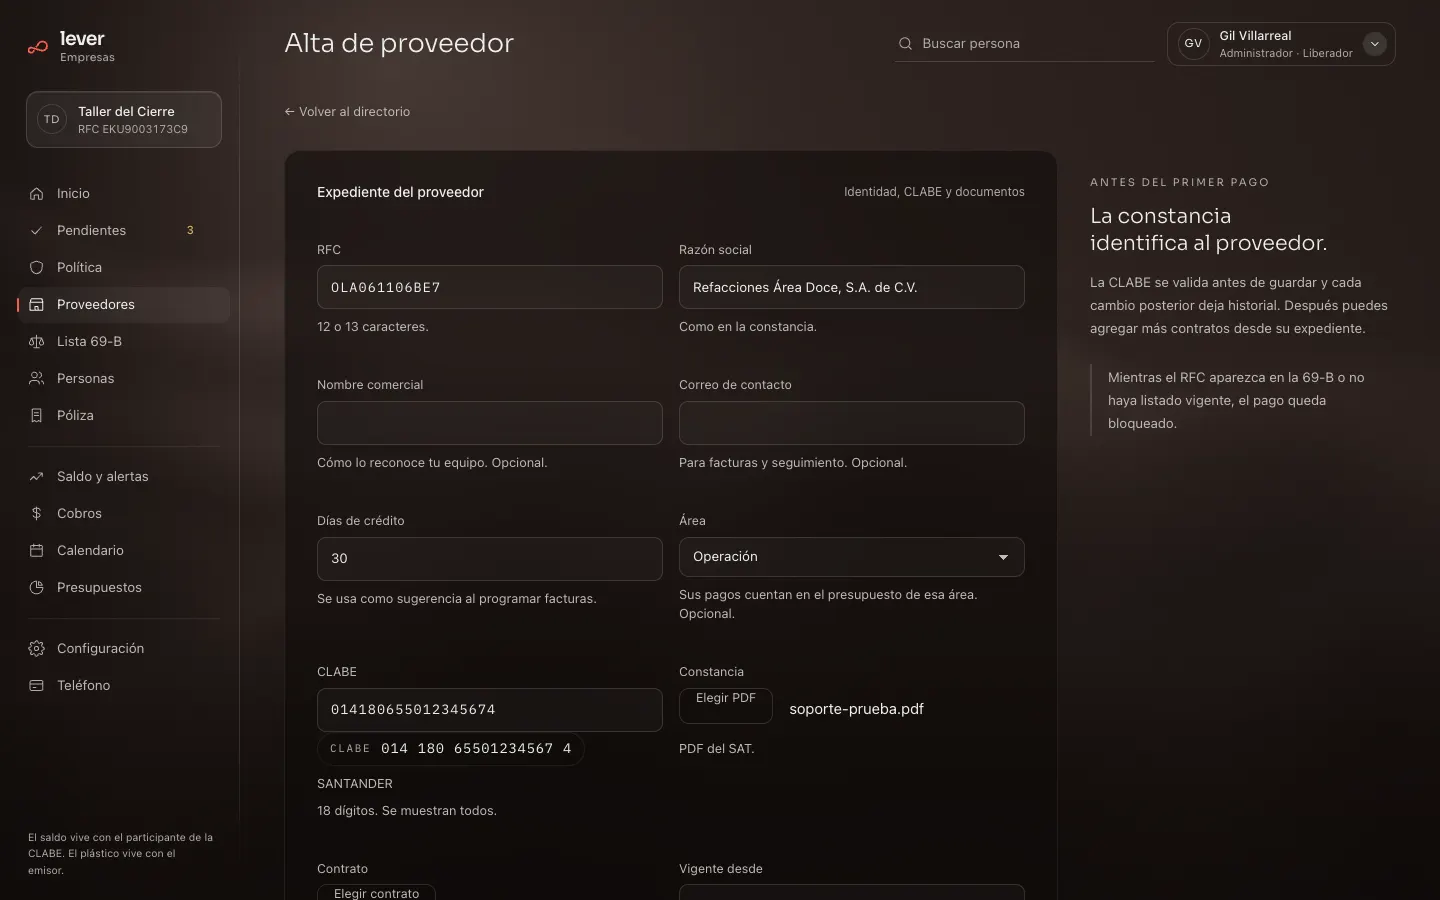 lever
Empresas
TD
Taller del Cierre
RFC EKU9003173C9
Inicio
Pendientes 3
Política
Proveedores
Lista 69-B
Personas
Póliza
Saldo y alertas
Cobros
Calendario
Presupuestos
Configuración
Teléfono
El saldo vive con el participante de la
CLABE. El plástico vive con el
emisor.
Alta de proveedor
Buscar persona
GV
Gil Villarreal
Administrador · Liberador
← Volver al directorio
Expediente del proveedor
Identidad, CLABE y documentos
RFC
OLA061106BE7
12 o 13 caracteres.
Razón social
Refacciones Área Doce, S.A. de C.V.
Como en la constancia.
Nombre comercial
Cómo lo reconoce tu equipo. Opcional.
Correo de contacto
Para facturas y seguimiento. Opcional.
Días de crédito
30
Se usa como sugerencia al programar facturas.
Área
Operación
Sus pagos cuentan en el presupuesto de esa área.
Opcional.
CLABE
014180655012345674
CLABE 014 180 65501234567 4
SANTANDER
18 dígitos. Se muestran todos.
Constancia
Elegir PDF
soporte-prueba.pdf
PDF del SAT.
Contrato
Elegir contrato
Vigente desde
ANTES DEL PRIMER PAGO
La constancia
identifica al proveedor.
La CLABE se valida antes de guardar y cada
cambio posterior deja historial. Después puedes
agregar más contratos desde su expediente.
Mientras el RFC aparezca en la 69-B o no
haya listado vigente, el pago queda
bloqueado.